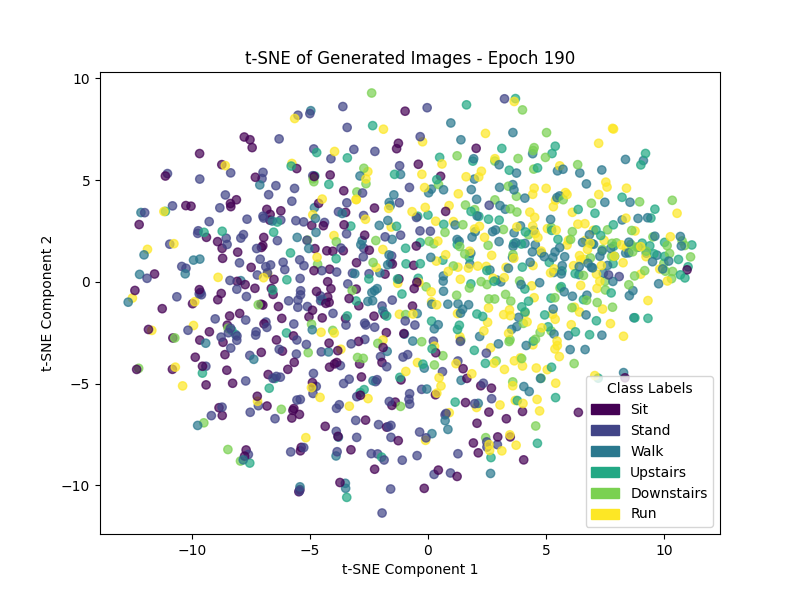 t-SNE of Generated Images - Epoch 190
t-SNE Component 2
10
5
0
−5
−10
Class Labels
Sit
Stand
Walk
Upstairs
Downstairs
Run
−10
−5
0
5
10
t-SNE Component 1